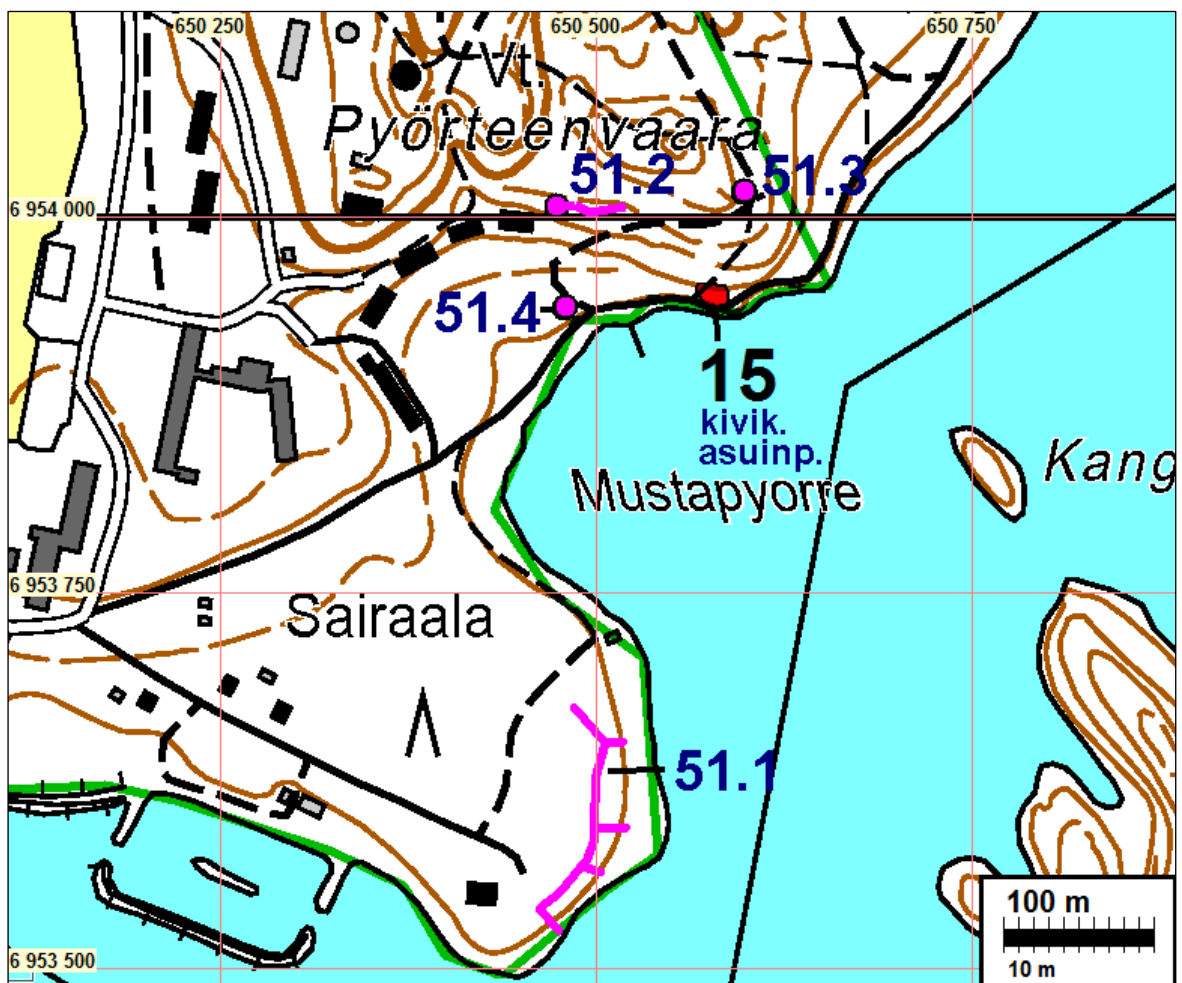 650 250
650 500
650 750
Vt.
Pyörteenvaara
51.2
51.3
6 954 000
51.4
15
kivik.
asuinp.
Kang
Mustapyorre
6 953 750
Sairaala
51.1
100 m
10 m
6 953 500